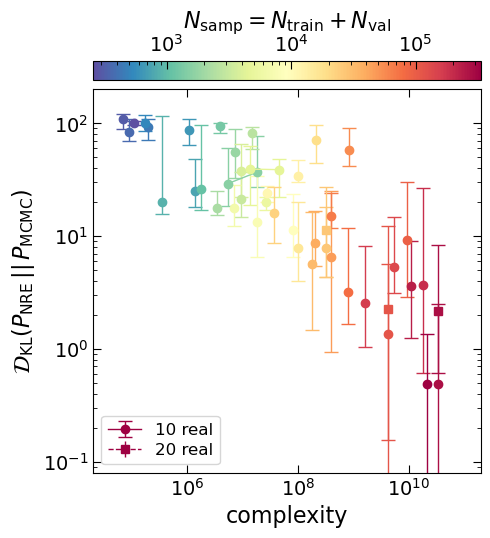 N_samp = N_train + N_val
10^3 10^4 10^5
D_KL(P_NRE || P_MCMC)
10^2
10^1
10^0
10^−1
10 real
20 real
10^6 10^8 10^10
complexity